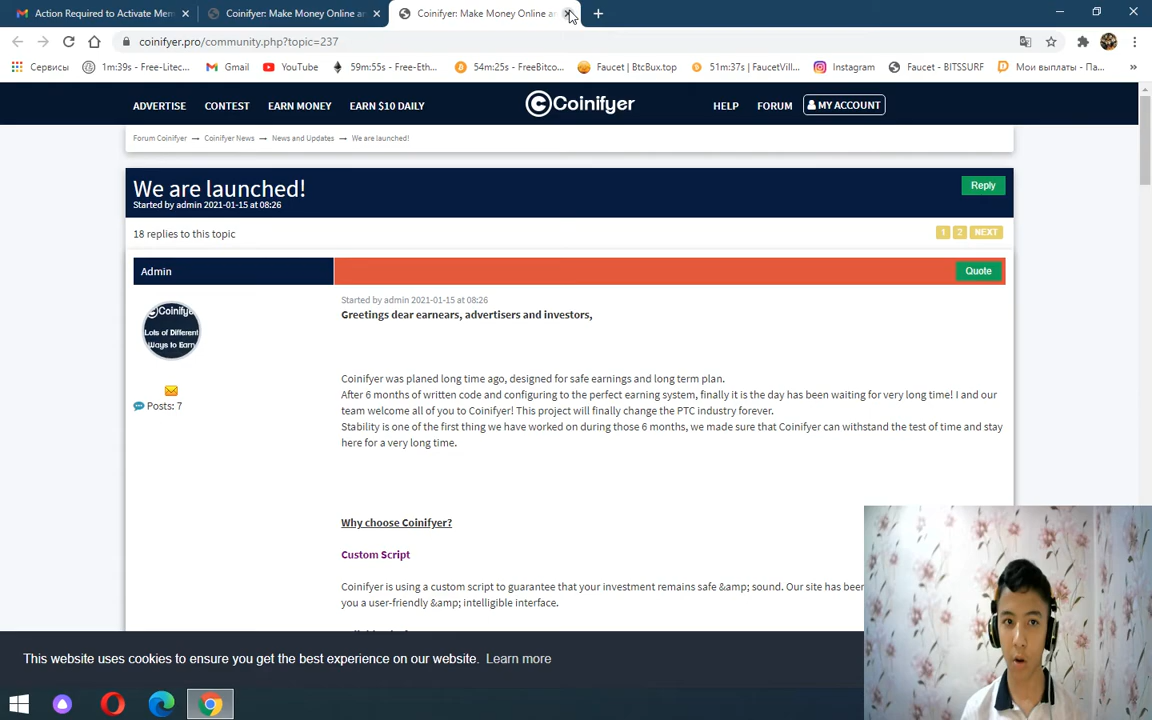 Action Required to Activate Mem
Coinifyer: Make Money Online an
Coinifyer: Make Money Online an
coinifyer.pro/community.php?topic=237
Сервисы
1m:39s - Free-Litec...
Gmail
YouTube
59m:55s - Free-Eth...
54m:25s - FreeBitco...
Faucet | BtcBux.top
51m:37s | FaucetVill...
Instagram
Faucet - BITSSURF
Мои выплаты - Па...
ADVERTISE
CONTEST
EARN MONEY
EARN $10 DAILY
Coinifyer
HELP
FORUM
MY ACCOUNT
Forum Coinifyer → Coinifyer News → News and Updates → We are launched!
We are launched!
Reply
Started by admin 2021-01-15 at 08:26
18 replies to this topic
1 2 NEXT
Admin
Quote
Started by admin 2021-01-15 at 08:26
Greetings dear earnears, advertisers and investors,
Coinifyer
Lots of Different
Ways to Earn
Posts: 7
Coinifyer was planed long time ago, designed for safe earnings and long term plan.
After 6 months of written code and configuring to the perfect earning system, finally it is the day has been waiting for very long time! I and our
team welcome all of you to Coinifyer! This project will finally change the PTC industry forever.
Stability is one of the first thing we have worked on during those 6 months, we made sure that Coinifyer can withstand the test of time and stay
here for a very long time.
Why choose Coinifyer?
Custom Script
Coinifyer is using a custom script to guarantee that your investment remains safe &amp; sound. Our site has been
you a user-friendly &amp; intelligible interface.
This website uses cookies to ensure you get the best experience on our website. Learn more